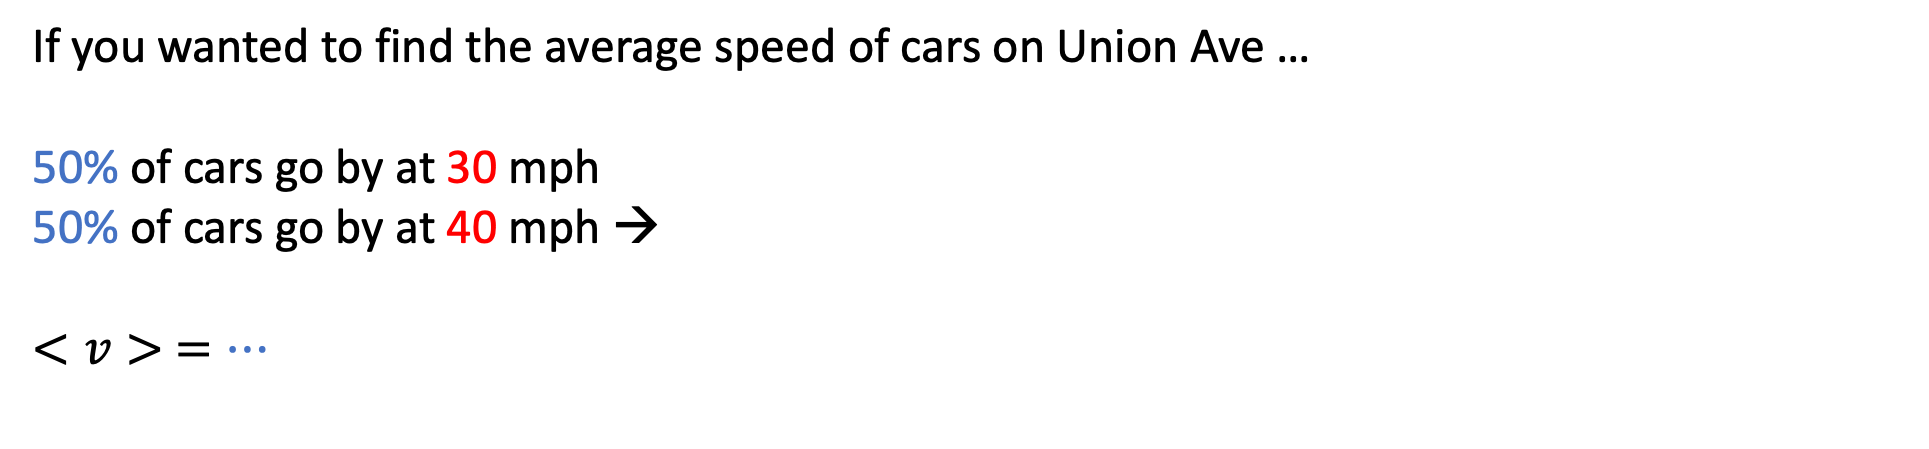 If you wanted to find the average speed of cars on Union Ave ...
50% of cars go by at 30 mph
50% of cars go by at 40 mph →
< v > = ⋯